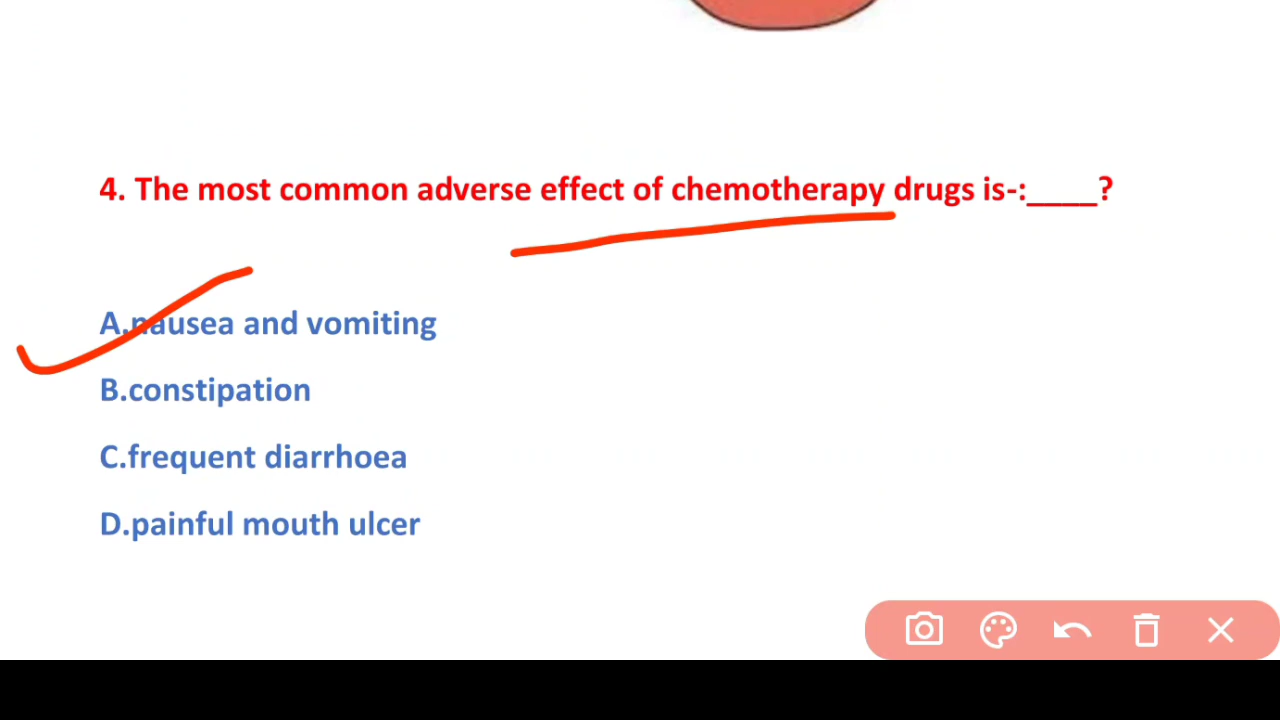 4. The most common adverse effect of chemotherapy drugs is-:____?
A.nausea and vomiting
B.constipation
C.frequent diarrhoea
D.painful mouth ulcer